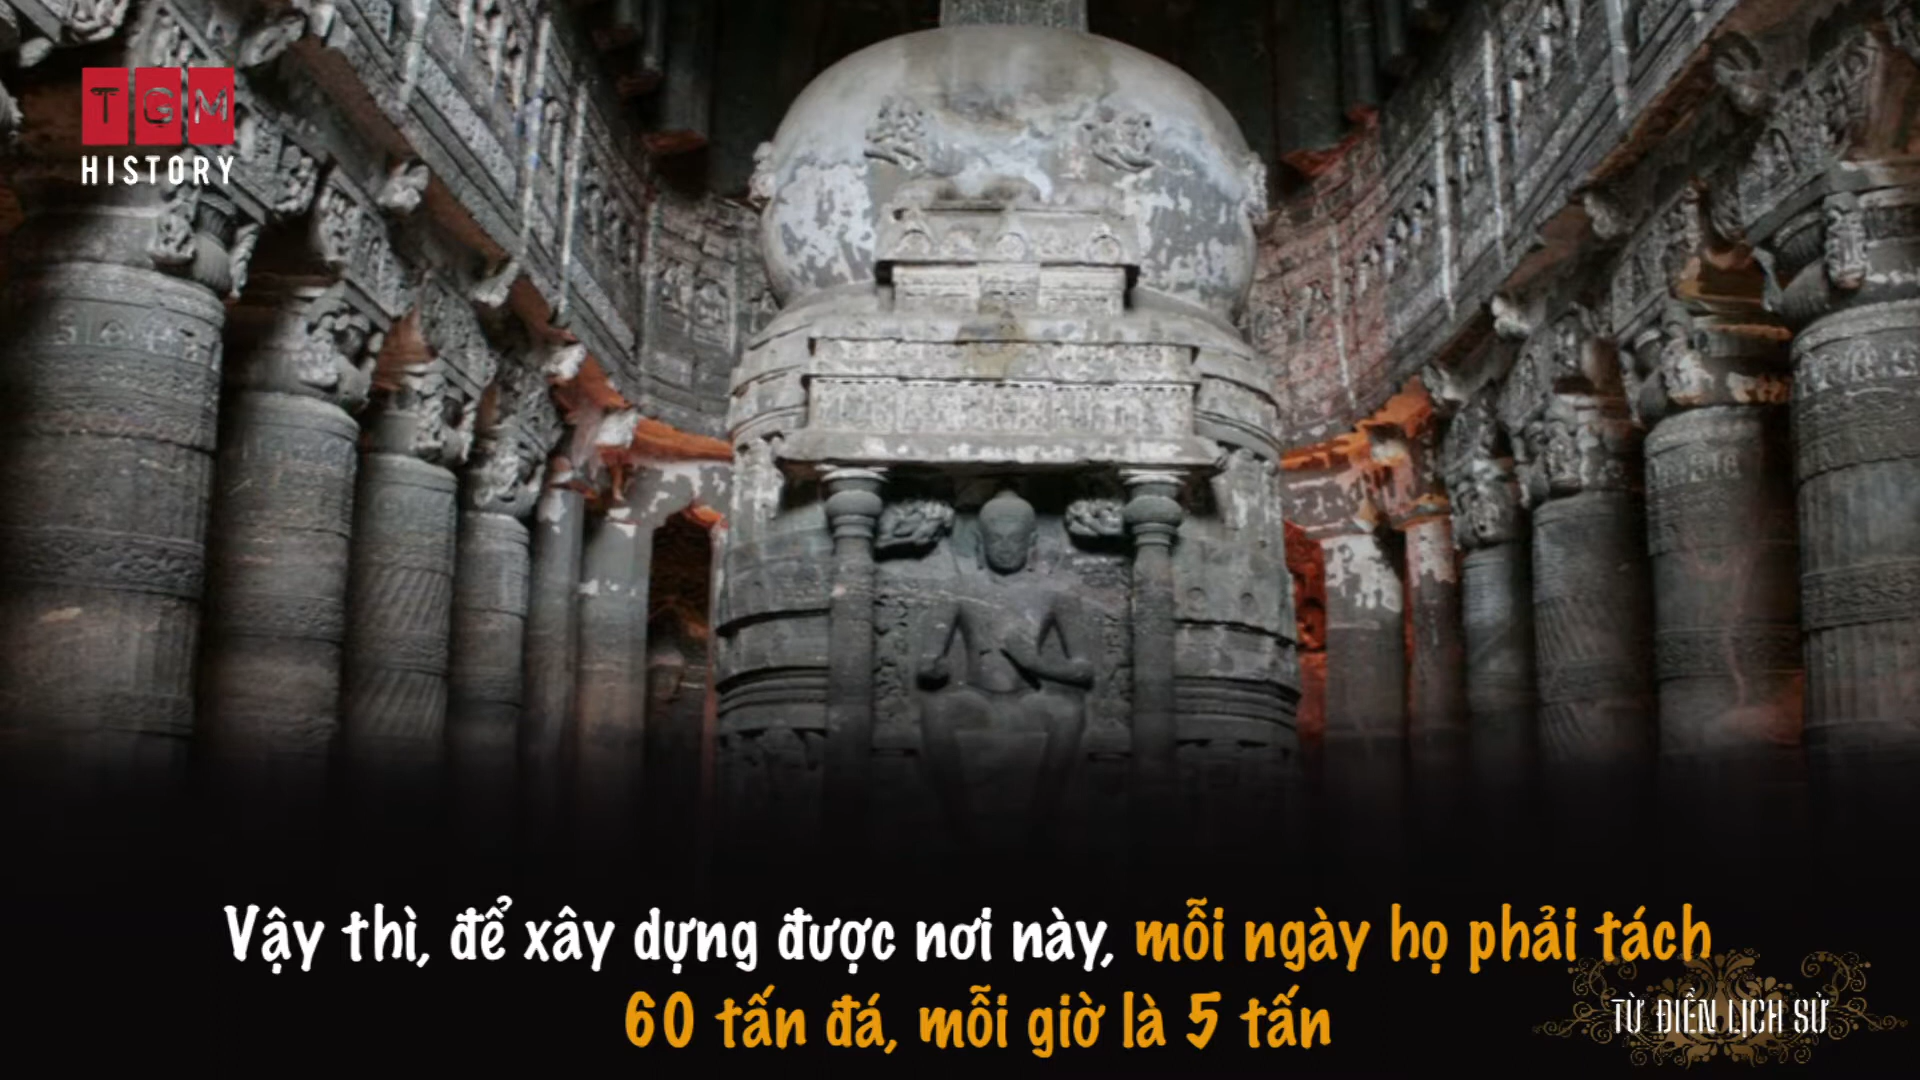 TGM
HISTORY
Vậy thì, để xây dựng được nơi này, mỗi ngày họ phải tách
60 tấn đá, mỗi giờ là 5 tấn
TỪ ĐIỂN LỊCH SỬ